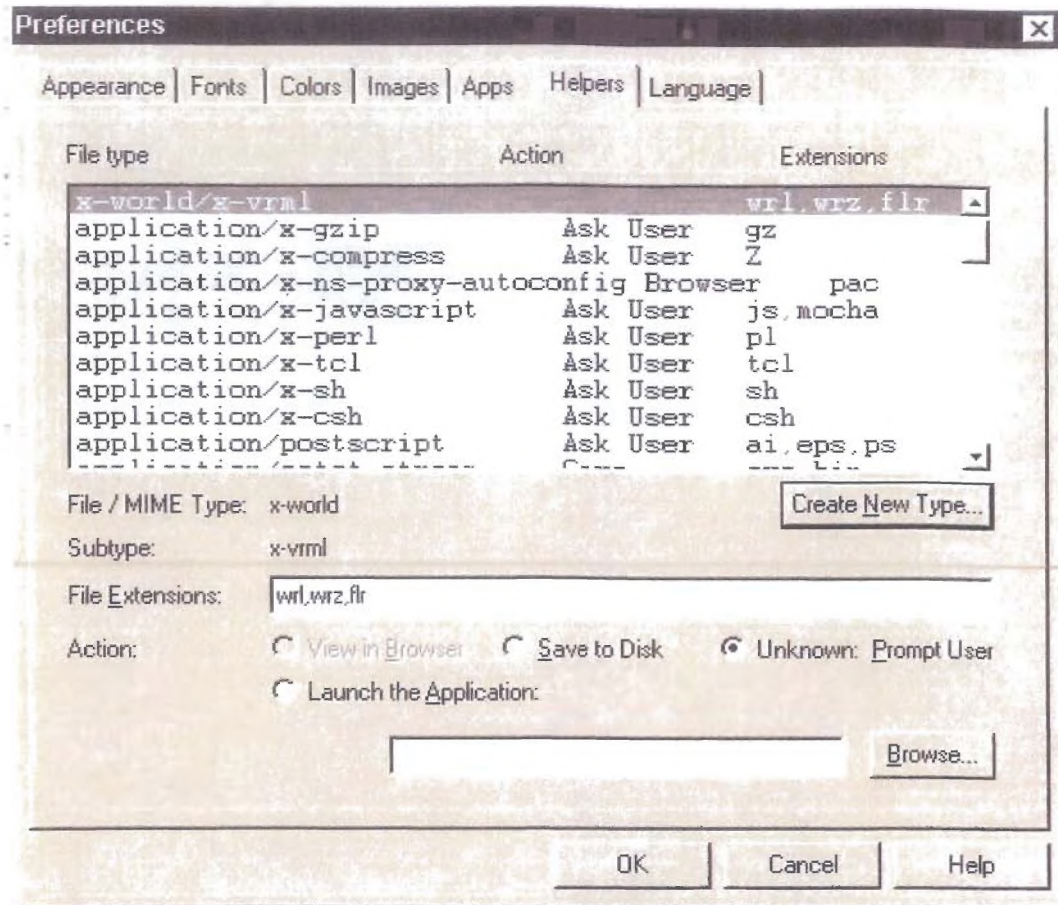 Preferences
Appearance Fonts Colors Images Apps Helpers Language
File type Action Extensions
x-world/x-vrml wrl,wrz,flr
application/x-gzip Ask User gz
application/x-compress Ask User Z
application/x-ns-proxy-autoconfig Browser pac
application/x-javascript Ask User js,mocha
application/x-perl Ask User pl
application/x-tcl Ask User tcl
application/x-sh Ask User sh
application/x-csh Ask User csh
application/postscript Ask User ai,eps,ps
File / MIME Type: x-world Create New Type...
Subtype: x-vrml
File Extensions: wrl,wrz,flr
Action: View in Browser Save to Disk Unknown: Prompt User
Launch the Application:
Browse...
OK Cancel Help